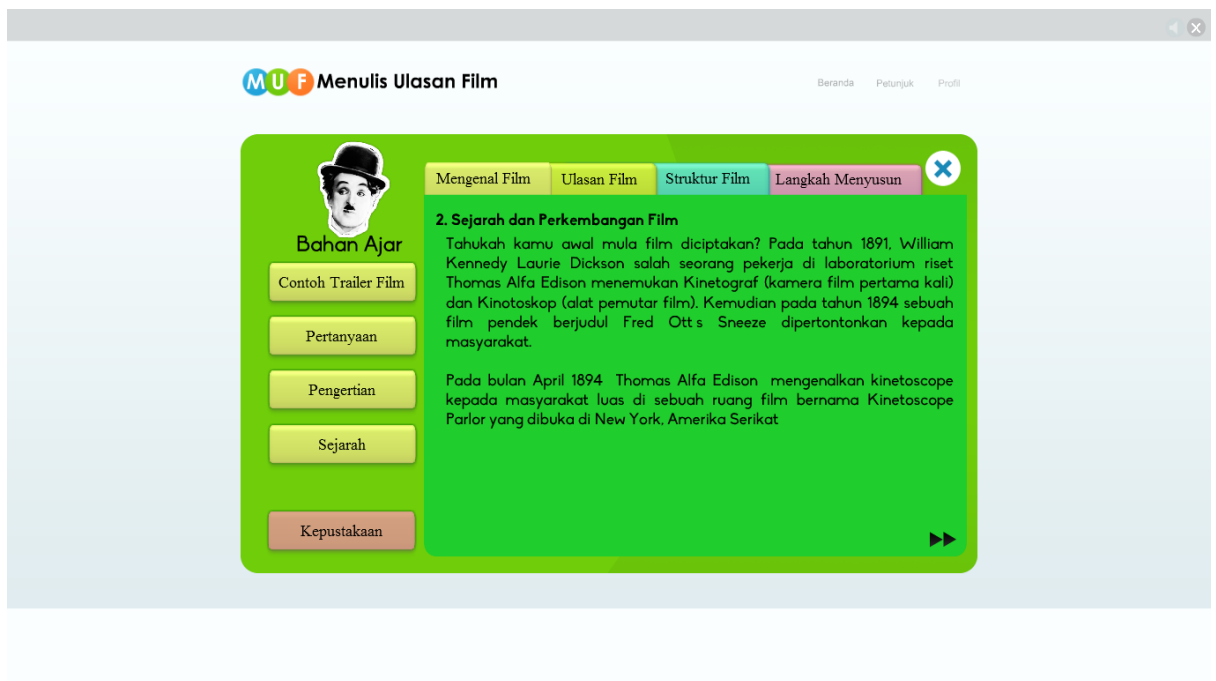 MUF Menulis Ulasan Film
Beranda Petunjuk Profil
Bahan Ajar
Contoh Trailer Film
Pertanyaan
Pengertian
Sejarah
Kepustakaan
Mengenal Film Ulasan Film Struktur Film Langkah Menyusun
2. Sejarah dan Perkembangan Film
Tahukah kamu awal mula film diciptakan? Pada tahun 1891, William
Kennedy Laurie Dickson salah seorang pekerja di laboratorium riset
Thomas Alfa Edison menemukan Kinetograf (kamera film pertama kali)
dan Kinotoskop (alat pemutar film). Kemudian pada tahun 1894 sebuah
film pendek berjudul Fred Ott s Sneeze dipertontonkan kepada
masyarakat.
Pada bulan April 1894 Thomas Alfa Edison mengenalkan kinetoscope
kepada masyarakat luas di sebuah ruang film bernama Kinetoscope
Parlor yang dibuka di New York, Amerika Serikat